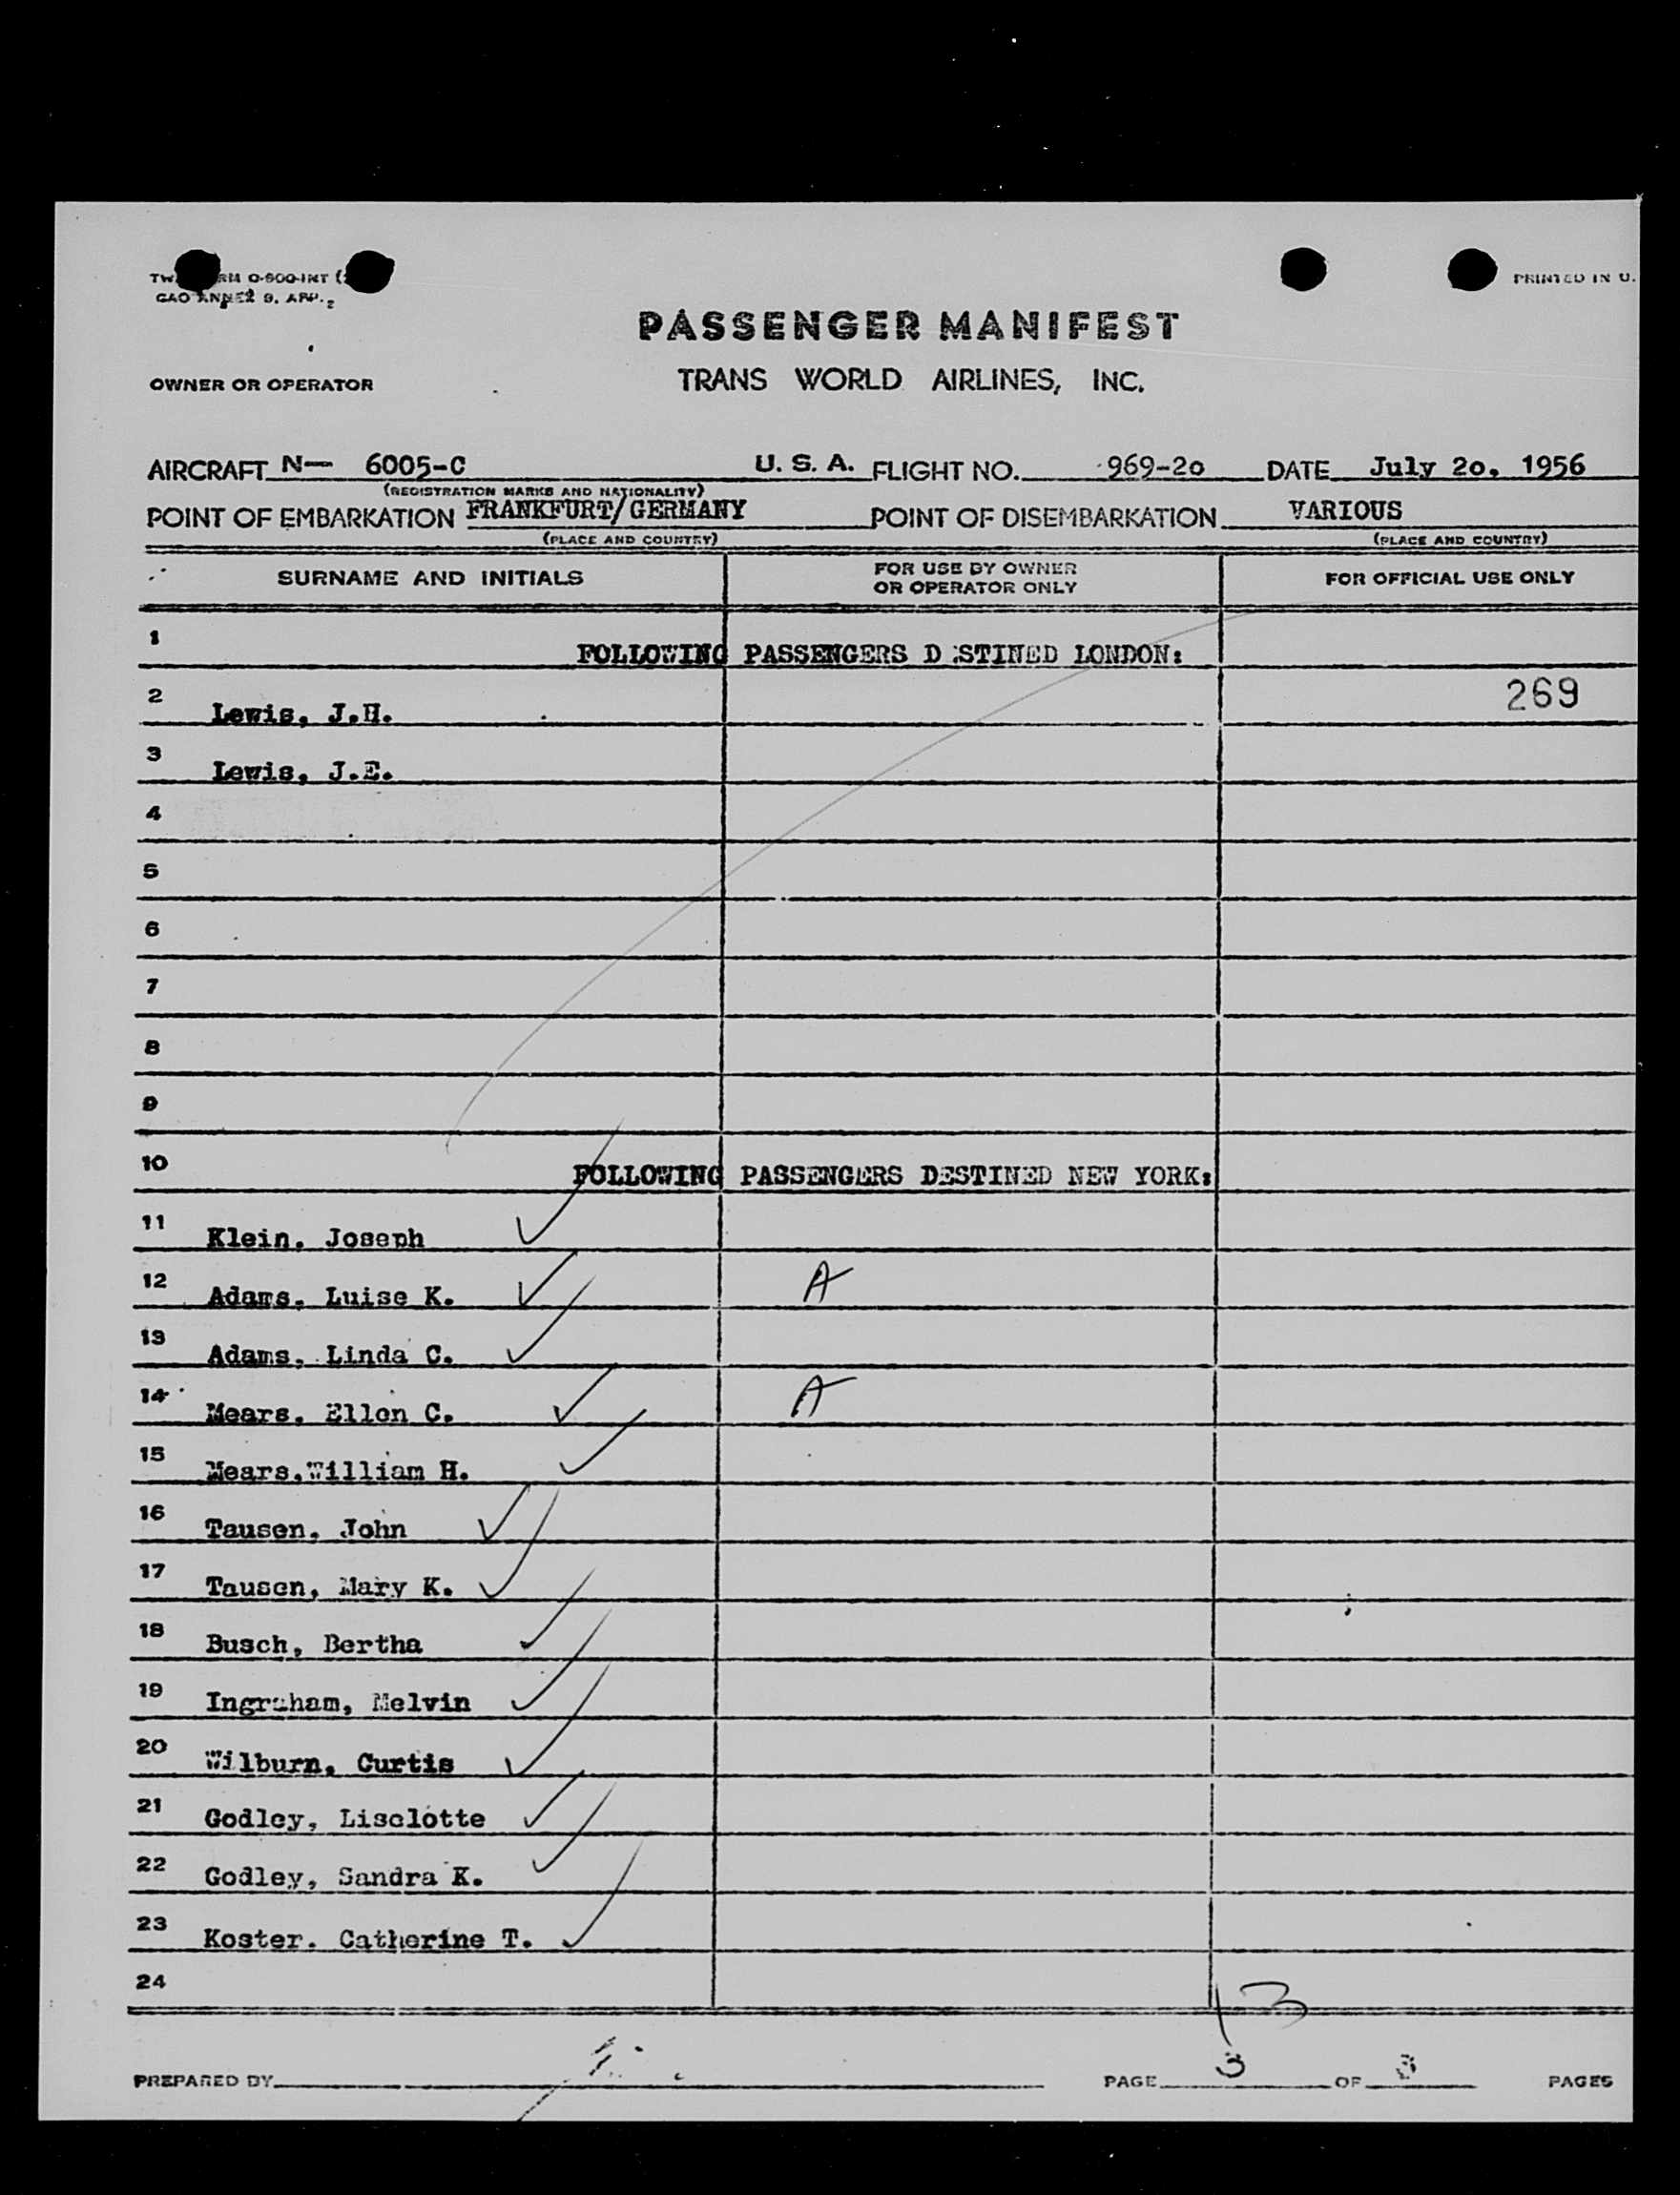 PRINTED IN U.
PASSENGER MANIFEST
OWNER OR OPERATOR TRANS WORLD AIRLINES, INC.
AIRCRAFT N— 6005-C U. S. A. FLIGHT NO. 969-20 DATE July 20, 1956
(REGISTRATION MARKS AND NATIONALITY)
POINT OF EMBARKATION FRANKFURT/GERMANY POINT OF DISEMBARKATION VARIOUS
(PLACE AND COUNTRY) (PLACE AND COUNTRY)
SURNAME AND INITIALS FOR USE BY OWNER OR OPERATOR ONLY FOR OFFICIAL USE ONLY
1 FOLLOWING PASSENGERS D STINED LONDON:
2 Lewis, J.H. 269
3 Lewis, J.E.
4
5
6
7
8
9
10 FOLLOWING PASSENGERS DESTINED NEW YORK:
11 Klein, Joseph
12 Adams, Luise K. A
13 Adams, Linda C.
14 Mears, Ellen C. A
15 Mears,William H.
16 Tausen, John
17 Tausen, Mary K.
18 Busch, Bertha
19 Ingraham, Melvin
20 Wilburn, Curtis
21 Godley, Liselotte
22 Godley, Sandra K.
23 Koster. Catherine T.
24
13
PREPARED BY PAGE 3 OF 3 PAGES